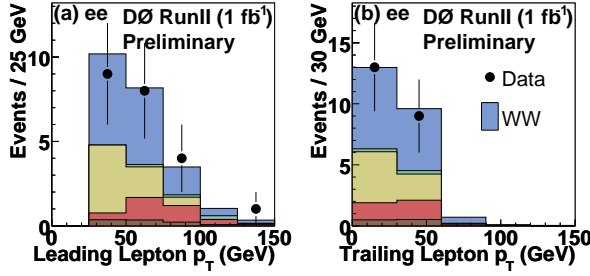 (a) ee DØ RunII (1 fb⁻¹)
Preliminary
Events / 25 GeV
10
5
0
0 50 100 150
Leading Lepton p_T (GeV)
(b) ee DØ RunII (1 fb⁻¹)
Preliminary
Data
WW
Events / 30 GeV
15
10
5
0
0 50 100 150
Trailing Lepton p_T (GeV)